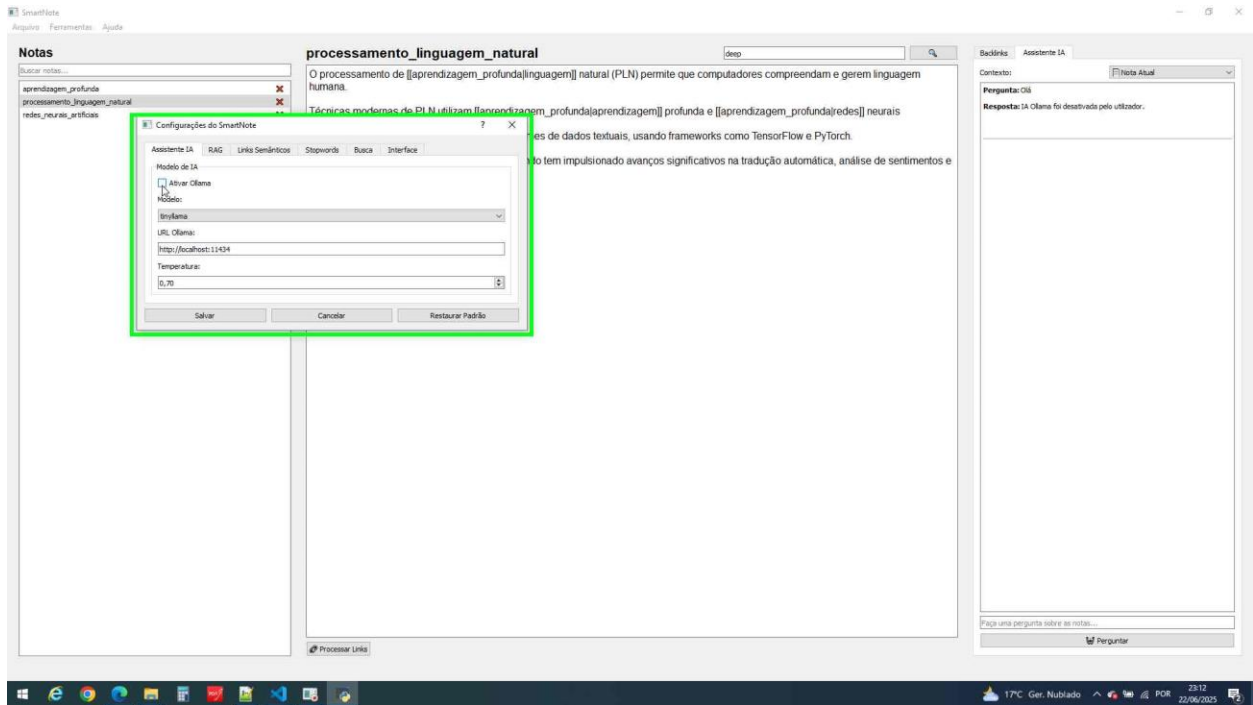 SmartNote
Arquivo Ferramentas Ajuda
Notas
Buscar notas...
aprendizagem_profunda
processamento_linguagem_natural
redes_neurais_artificiais
processamento_linguagem_natural
deep
O processamento de [[aprendizagem_profunda|linguagem]] natural (PLN) permite que computadores compreendam e gerem linguagem
humana.
Técnicas modernas de PLN utilizam [[aprendizagem_profunda|aprendizagem]] profunda e [[aprendizagem_profunda|redes]] neurais
de dados textuais, usando frameworks como TensorFlow e PyTorch.
tem impulsionado avanços significativos na tradução automática, análise de sentimentos e
Configurações do SmartNote
Assistente IA RAG Links Semânticos Stopwords Busca Interface
Modelo de IA
Ativar Ollama
Modelo:
tinyllama
URL Ollama:
http://localhost:11434
Temperatura:
0,70
Salvar Cancelar Restaurar Padrão
Processar Links
Backlinks Assistente IA
Contexto: Nota Atual
Pergunta: Olá
Resposta: IA Ollama foi desativada pelo utilizador.
Faça uma pergunta sobre as notas...
Perguntar
17°C Ger. Nublado POR 23:12
22/06/2025